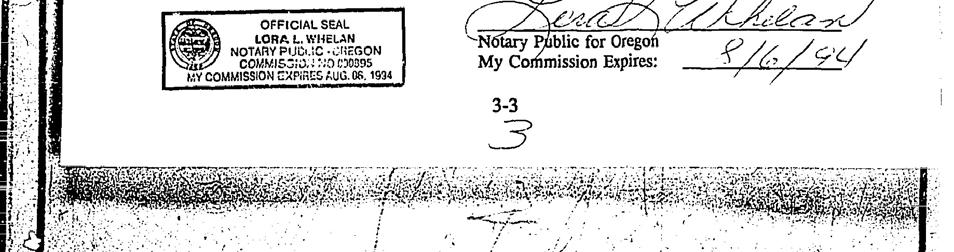 OFFICIAL SEAL
LORA L. WHELAN
NOTARY PUBLIC - OREGON
COMMISSION NO 000895
MY COMMISSION EXPIRES AUG. 06, 1994
Lora L Whelan
Notary Public for Oregon
My Commission Expires: 8/6/94
3-3
3